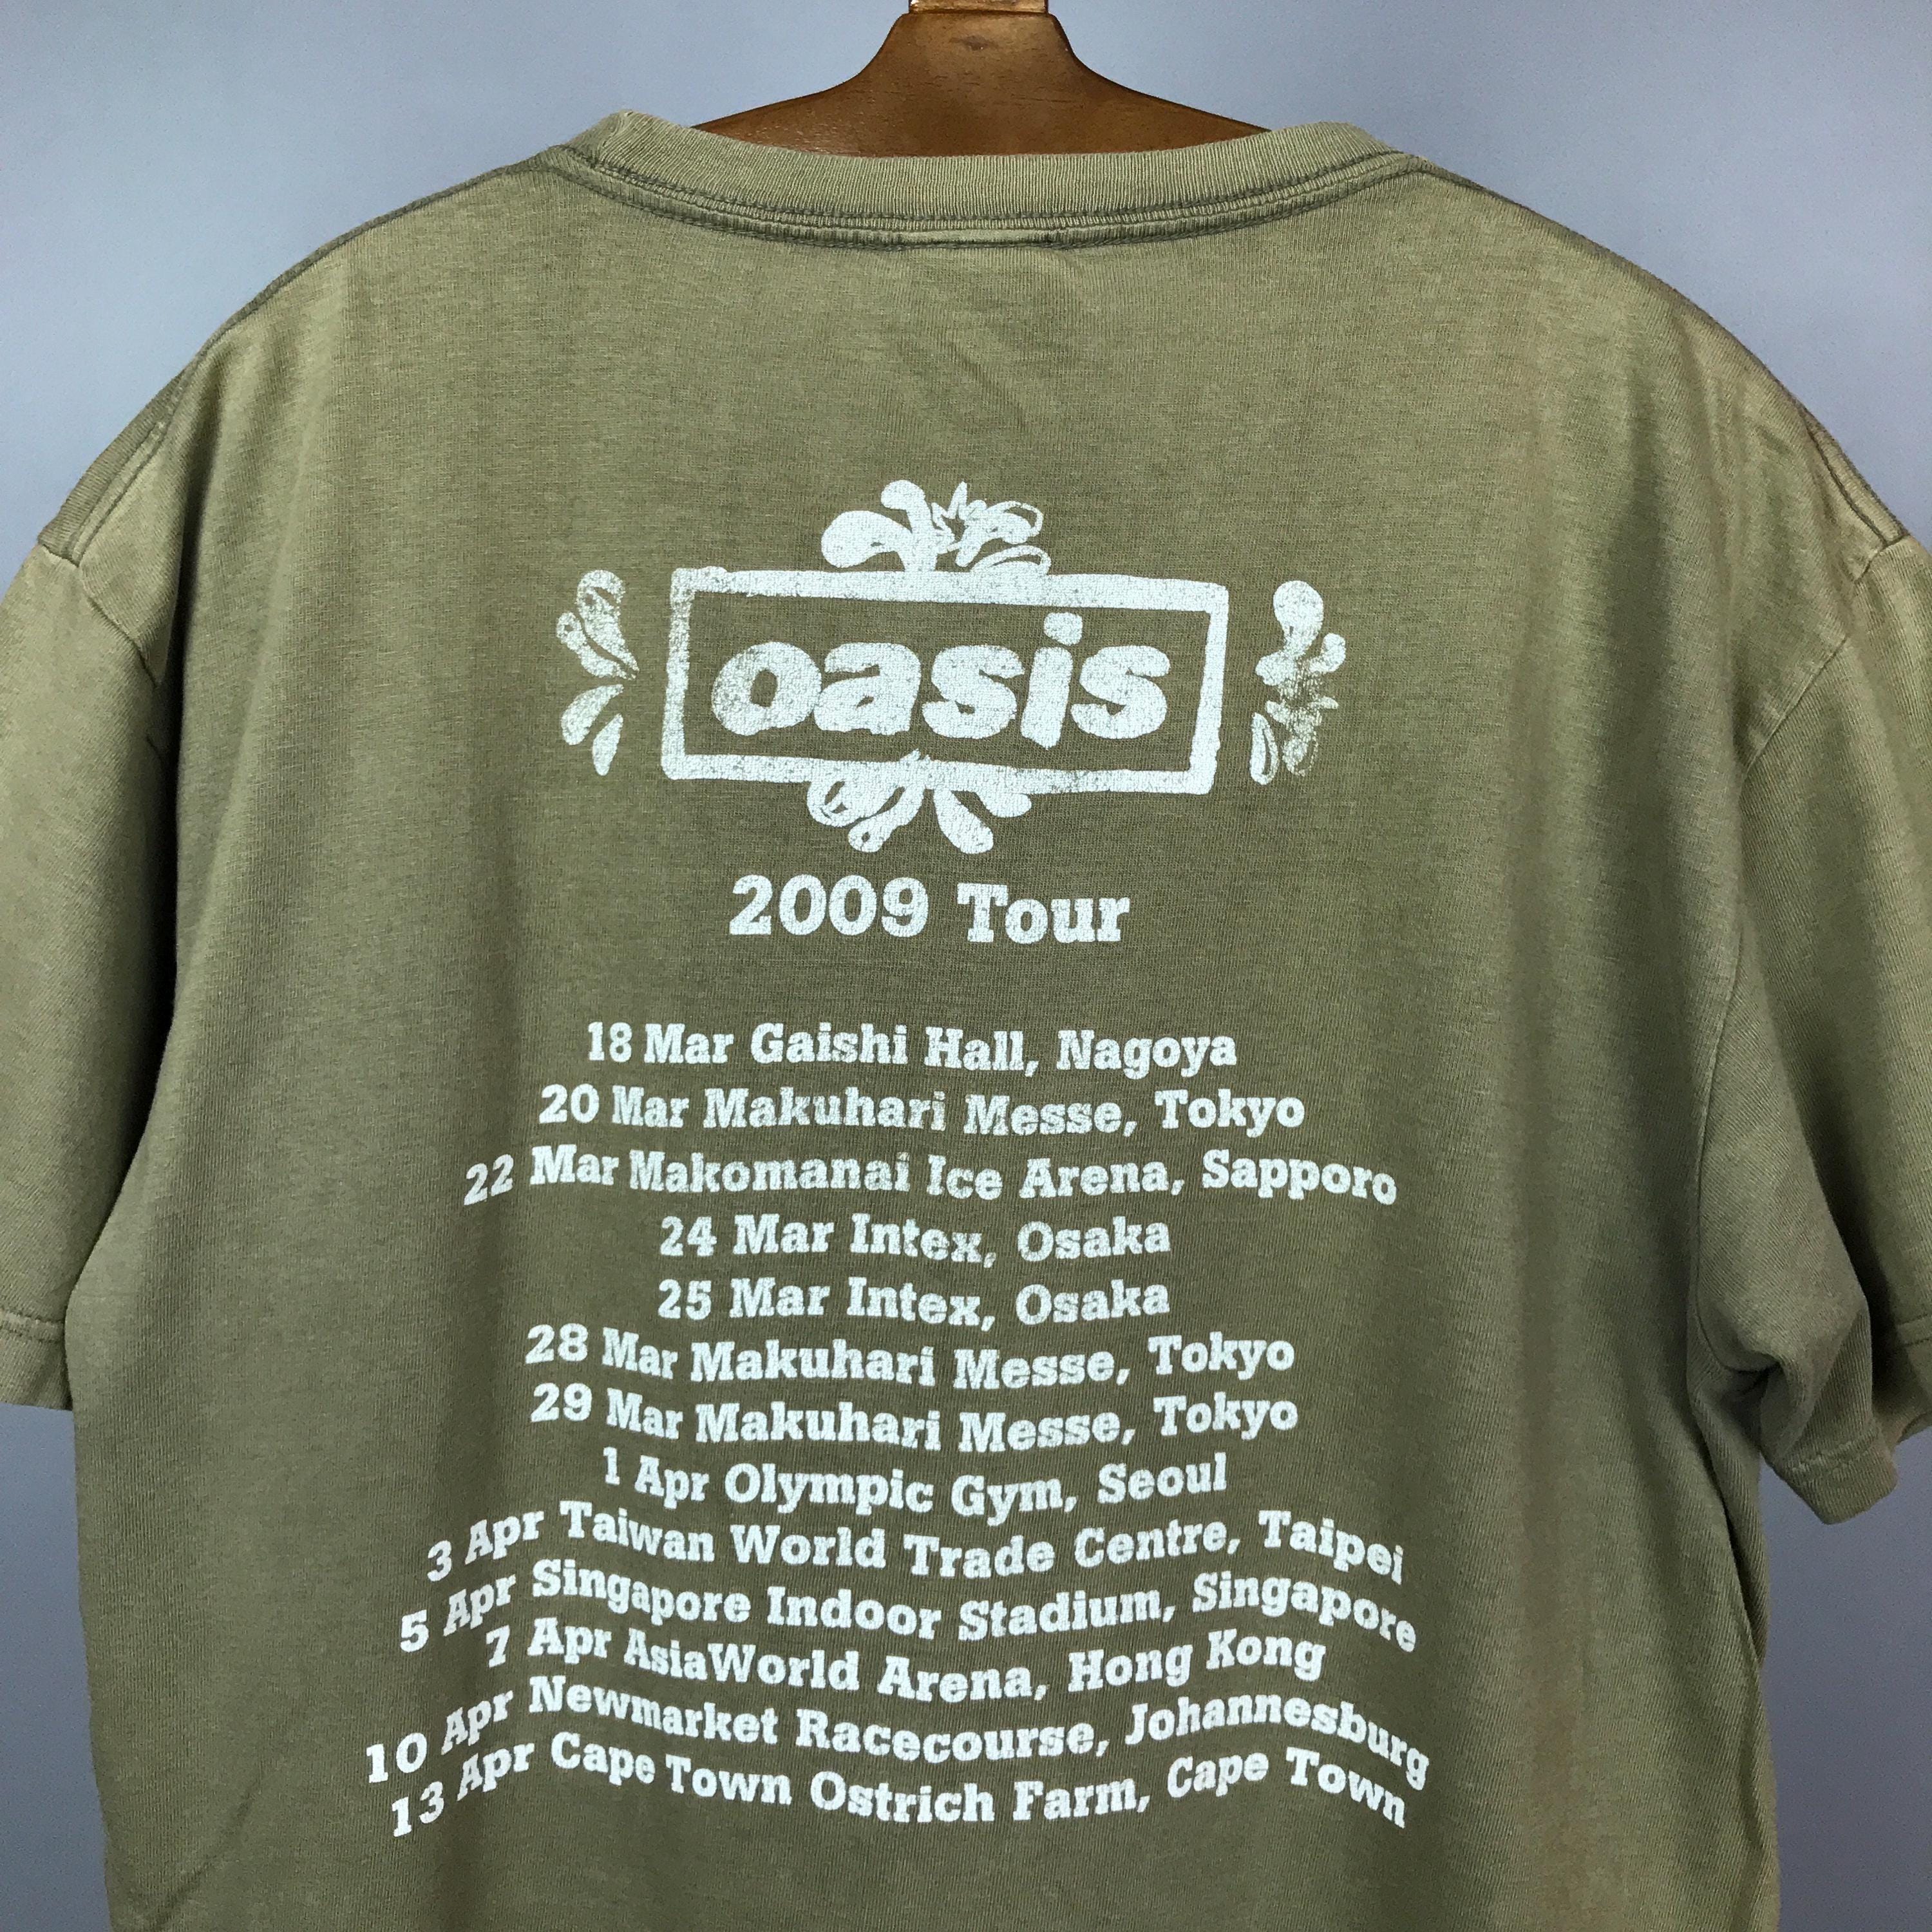 oasis
2009 Tour
18 Mar Gaishi Hall, Nagoya
20 Mar Makuhari Messe, Tokyo
22 Mar Makomanai Ice Arena, Sapporo
24 Mar Intex, Osaka
25 Mar Intex, Osaka
28 Mar Makuhari Messe, Tokyo
29 Mar Makuhari Messe, Tokyo
1 Apr Olympic Gym, Seoul
3 Apr Taiwan World Trade Centre, Taipei
5 Apr Singapore Indoor Stadium, Singapore
7 Apr AsiaWorld Arena, Hong Kong
10 Apr Newmarket Racecourse, Johannesburg
13 Apr Cape Town Ostrich Farm, Cape Town